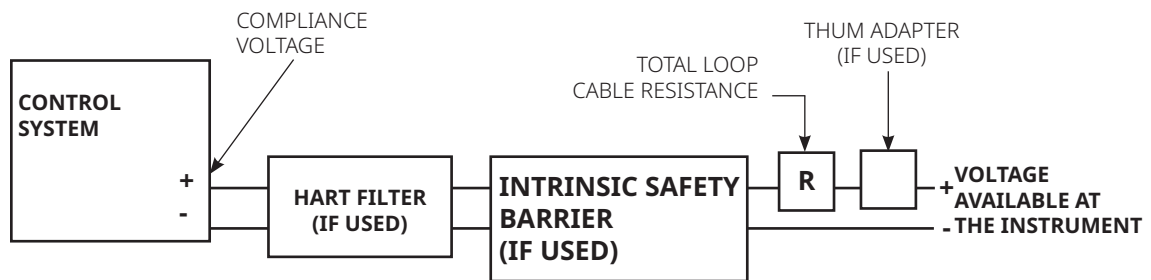 COMPLIANCE
VOLTAGE
THUM ADAPTER
(IF USED)
TOTAL LOOP
CABLE RESISTANCE
CONTROL
SYSTEM
+
-
HART FILTER
(IF USED)
INTRINSIC SAFETY
BARRIER
(IF USED)
R
+
-
VOLTAGE
AVAILABLE AT
THE INSTRUMENT